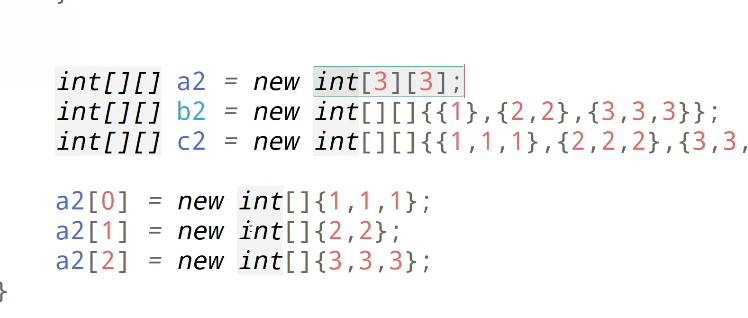 int[][] a2 = new int[3][3];
int[][] b2 = new int[][]{{1},{2,2},{3,3,3}};
int[][] c2 = new int[][]{{1,1,1},{2,2,2},{3,3,
a2[0] = new int[]{1,1,1};
a2[1] = new int[]{2,2};
a2[2] = new int[]{3,3,3};
}